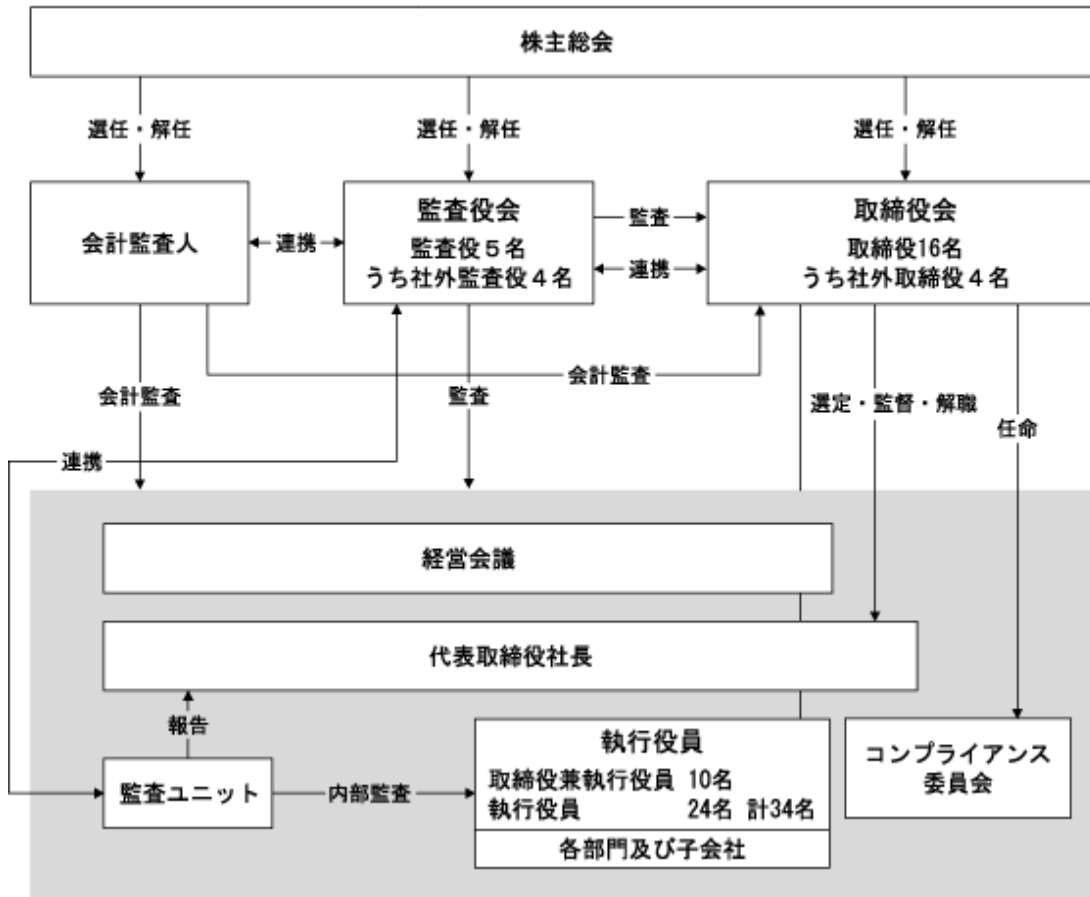 株主総会
選任・解任
選任・解任
選任・解任
会計監査人
連携
監査役会
監査役５名
うち社外監査役４名
監査
連携
取締役会
取締役16名
うち社外取締役４名
会計監査
監査
会計監査
選定・監督・解職
任命
連携
経営会議
代表取締役社長
報告
監査ユニット
内部監査
執行役員
取締役兼執行役員 10名
執行役員 24名 計34名
各部門及び子会社
コンプライアンス
委員会